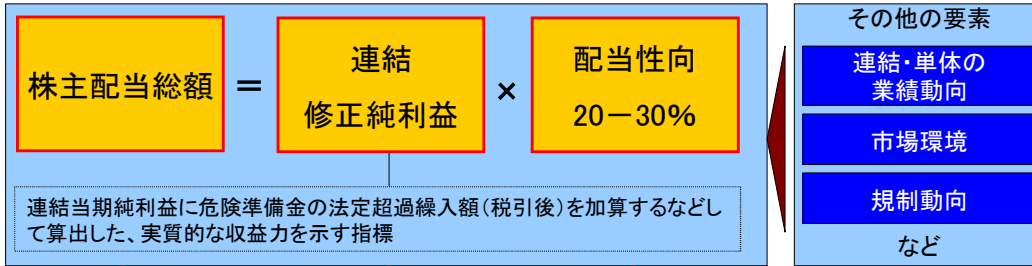 株主配当総額
＝
連結
修正純利益
×
配当性向
20－30%
連結当期純利益に危険準備金の法定超過繰入額（税引後）を加算するなどし
て算出した、実質的な収益力を示す指標
その他の要素
連結・単体の
業績動向
市場環境
規制動向
など